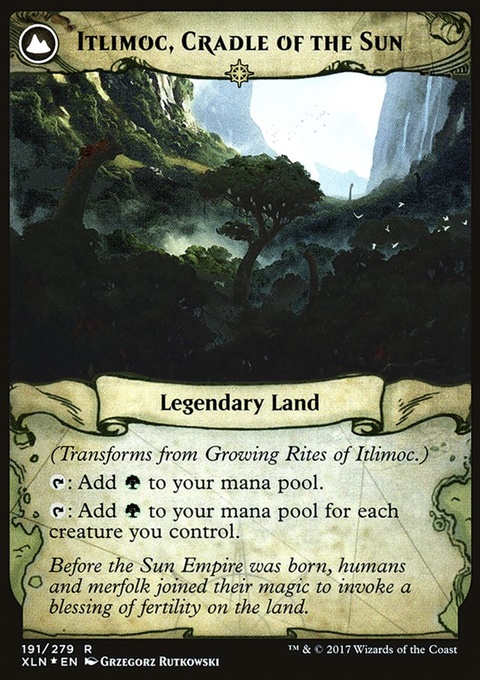 Itlimoc, Cradle of the Sun
Legendary Land
(Transforms from Growing Rites of Itlimoc.)
: Add to your mana pool.
: Add to your mana pool for each
creature you control.
Before the Sun Empire was born, humans
and merfolk joined their magic to invoke a
blessing of fertility on the land.
191/279 R
XLN ★ EN Grzegorz Rutkowski
™ & © 2017 Wizards of the Coast